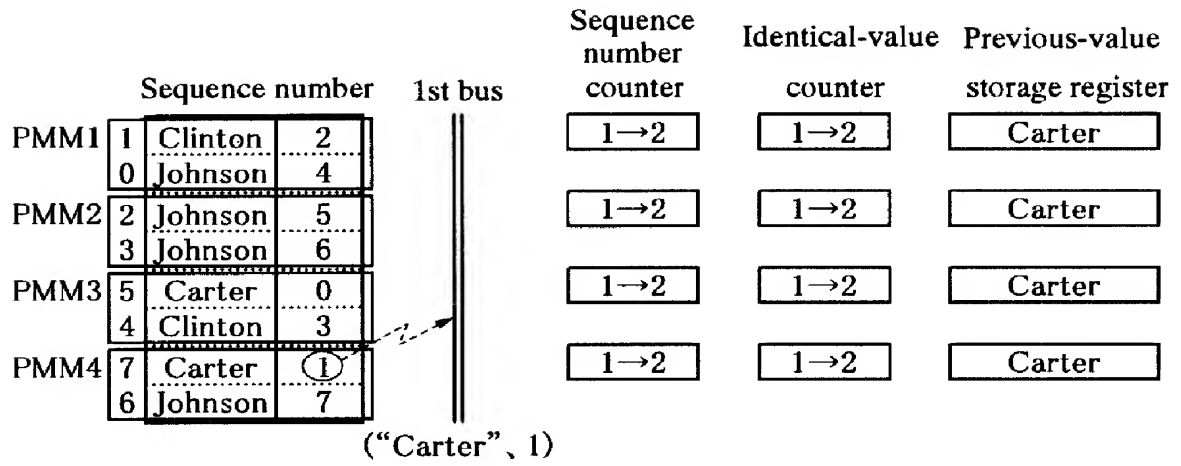 Sequence number counter
Identical-value counter
Previous-value storage register
Sequence number
1st bus
PMM1 1 Clinton 2 1→2 1→2 Carter
0 Johnson 4
PMM2 2 Johnson 5 1→2 1→2 Carter
3 Johnson 6
PMM3 5 Carter 0 1→2 1→2 Carter
4 Clinton 3
PMM4 7 Carter 1 1→2 1→2 Carter
6 Johnson 7
(“Carter”、1)